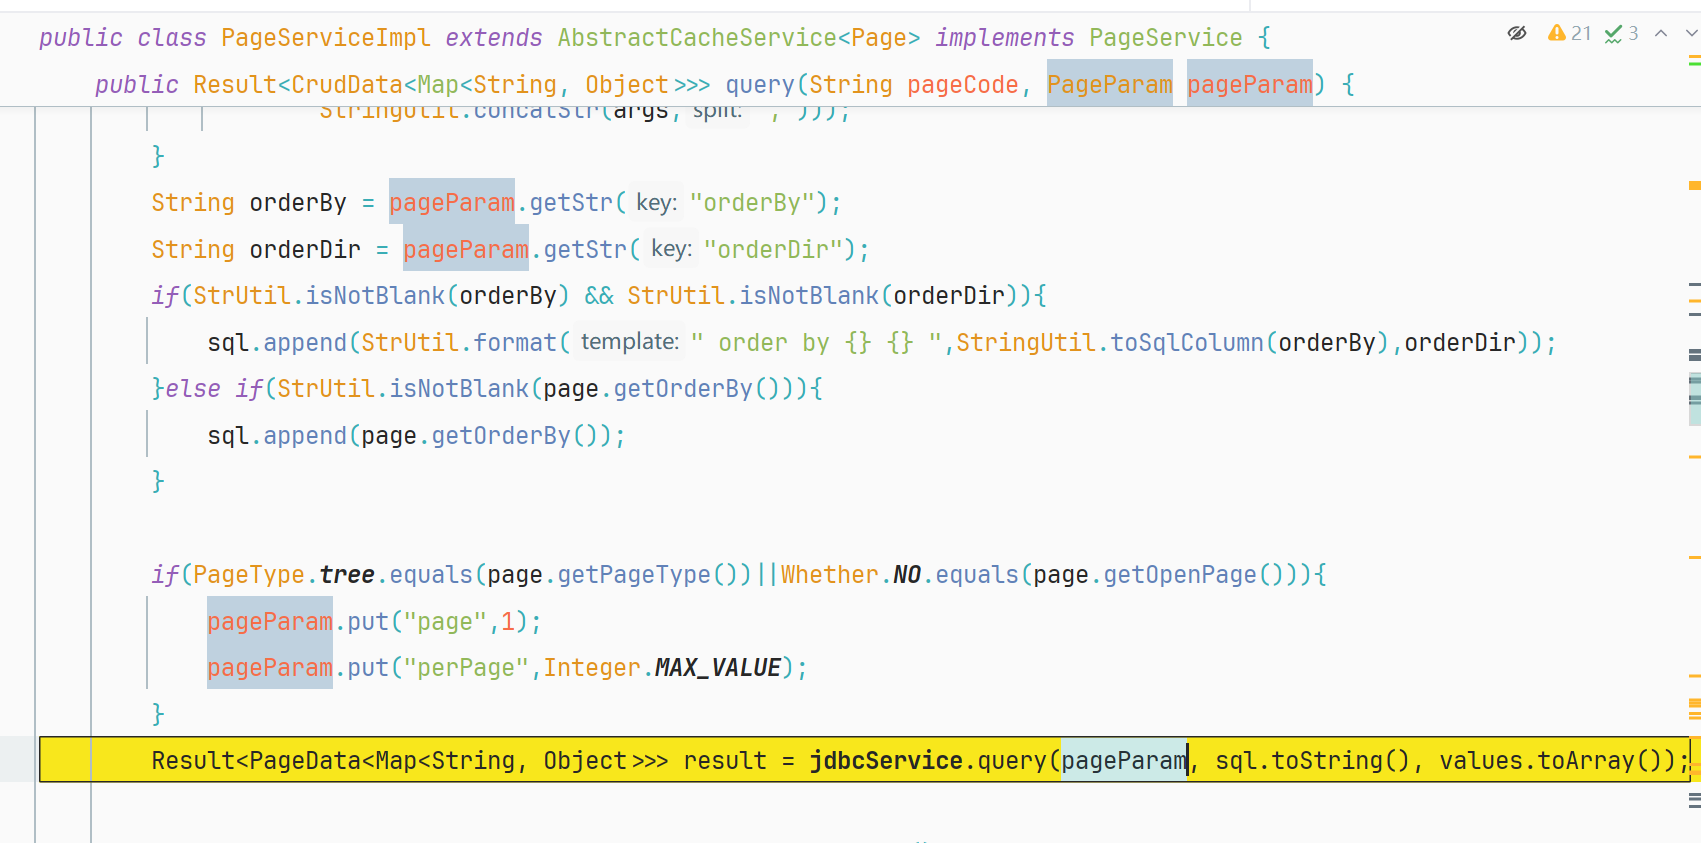 public class PageServiceImpl extends AbstractCacheService<Page> implements PageService {
21 3
public Result<CrudData<Map<String, Object>>> query(String pageCode, PageParam pageParam) {
StringUtil.concatStr(args, split: ",")));
}
String orderBy = pageParam.getStr( key: "orderBy");
String orderDir = pageParam.getStr( key: "orderDir");
if(StrUtil.isNotBlank(orderBy) && StrUtil.isNotBlank(orderDir)){
sql.append(StrUtil.format( template: " order by {} {} ",StringUtil.toSqlColumn(orderBy),orderDir));
}else if(StrUtil.isNotBlank(page.getOrderBy())){
sql.append(page.getOrderBy());
}
if(PageType.tree.equals(page.getPageType())||Whether.NO.equals(page.getOpenPage())){
pageParam.put("page",1);
pageParam.put("perPage",Integer.MAX_VALUE);
}
Result<PageData<Map<String, Object>>> result = jdbcService.query(pageParam, sql.toString(), values.toArray());